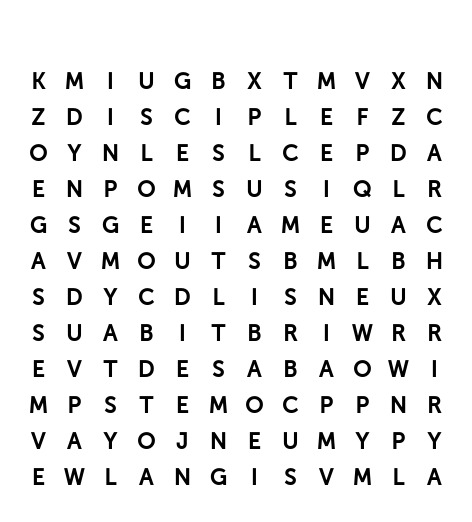 K M I U G B X T M V X N
Z D I S C I P L E F Z C
O Y N L E S L C E P D A
E N P O M S U S I Q L R
G S G E I I A M E U A C
A V M O U T S B M L B H
S D Y C D L I S N E U X
S U A B I T B R I W R R
E V T D E S A B A O W I
M P S T E M O C P P N R
V A Y O J N E U M Y P Y
E W L A N G I S V M L A